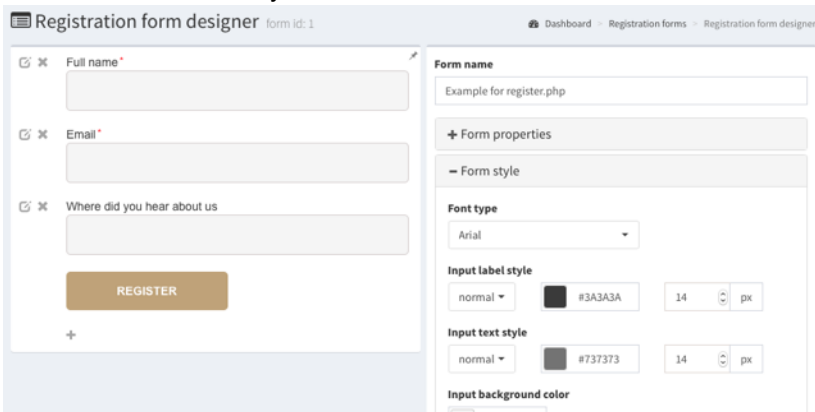 Registration form designer form id: 1
Dashboard > Registration forms > Registration form designer
Full name *
Email *
Where did you hear about us
REGISTER
+
Form name
Example for register.php
+ Form properties
− Form style
Font type
Arial
Input label style
normal #3A3A3A 14 px
Input text style
normal #737373 14 px
Input background color